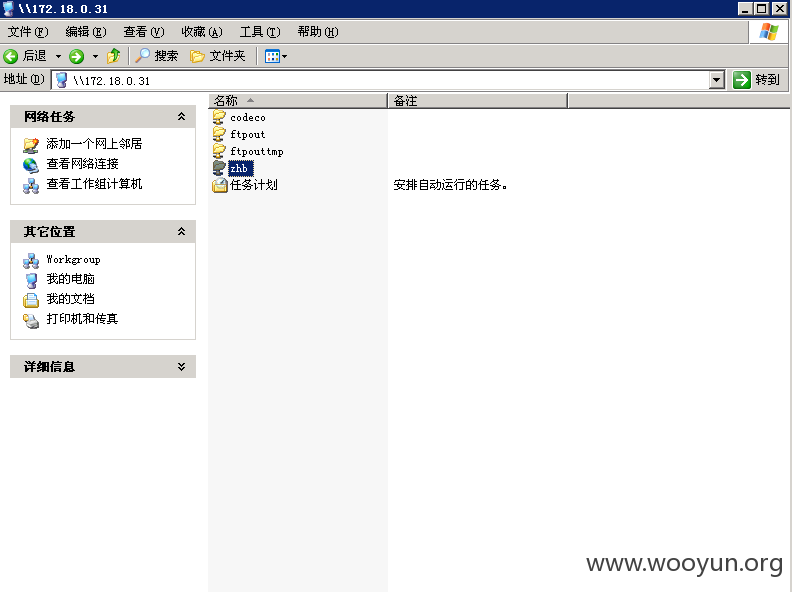 \\172.18.0.31
文件(F) 编辑(E) 查看(V) 收藏(A) 工具(T) 帮助(H)
后退 搜索 文件夹
地址(D) \\172.18.0.31 转到
网络任务
添加一个网上邻居
查看网络连接
查看工作组计算机
其它位置
Workgroup
我的电脑
我的文档
打印机和传真
详细信息
名称 备注
codeco
ftpout
ftpouttmp
zhb
任务计划 安排自动运行的任务。
www.wooyun.org